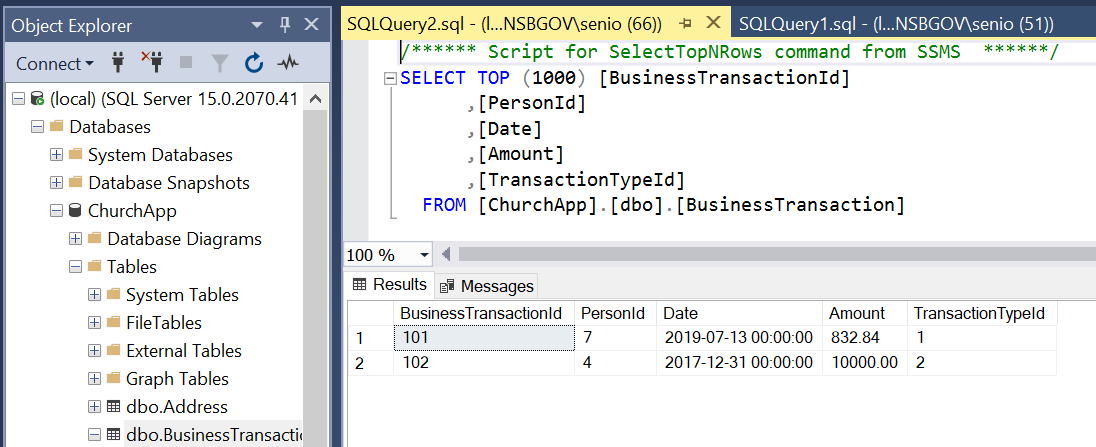 Object Explorer
Connect
(local) (SQL Server 15.0.2070.41
Databases
System Databases
Database Snapshots
ChurchApp
Database Diagrams
Tables
System Tables
FileTables
External Tables
Graph Tables
dbo.Address
dbo.BusinessTransacti
SQLQuery2.sql - (l...NSBGOV\senio (66))
SQLQuery1.sql - (l...NSBGOV\senio (51))
/****** Script for SelectTopNRows command from SSMS  ******/
SELECT TOP (1000) [BusinessTransactionId]
,[PersonId]
,[Date]
,[Amount]
,[TransactionTypeId]
FROM [ChurchApp].[dbo].[BusinessTransaction]
100 %
Results Messages
BusinessTransactionId PersonId Date Amount TransactionTypeId
1 101 7 2019-07-13 00:00:00 832.84 1
2 102 4 2017-12-31 00:00:00 10000.00 2